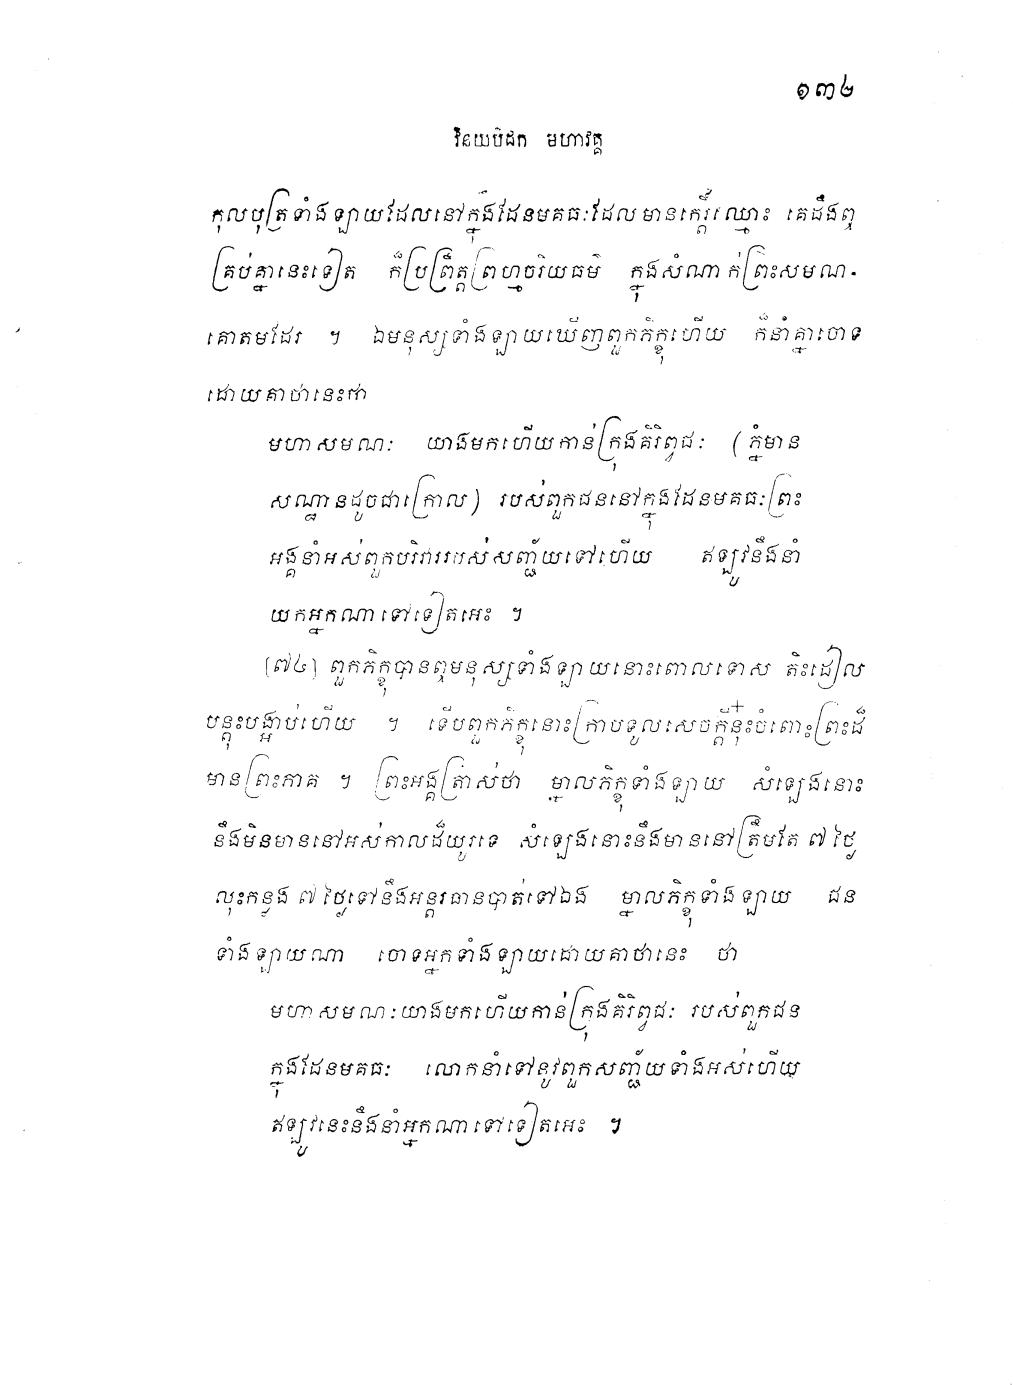 ១៣៤
វិនយបិដក មហាវគ្គ
កុលបុត្រទាំងឡាយដែលនៅក្នុងដែនមគធៈដែលមានកេរ្តិ៍ឈ្មោះ គេដឹងឮ
គ្រប់គ្នានេះទៀត ក៏ប្រព្រឹត្តព្រហ្មចរិយធម៌ ក្នុងសំណាក់ព្រះសមណ-
គោតមដែរ ។ ឯមនុស្សទាំងឡាយឃើញពួកភិក្ខុហើយ ក៏នាំគ្នាចោទ
ដោយគាថានេះថា
មហាសមណៈ យាងមកហើយកាន់ក្រុងគិរិព្វជៈ (ភ្នំមាន
សណ្ឋានដូចជាក្រោល) របស់ពួកជននៅក្នុងដែនមគធៈព្រះ
អង្គនាំអស់ពួកបរិវាររបស់សញ្ជ័យទៅហើយ ឥឡូវនឹងនាំ
យកអ្នកណាទៅទៀតអេះ ។
[៧៤] ពួកភិក្ខុបានឮមនុស្សទាំងឡាយនោះពោលទោស តិះដៀល
បន្តុះបង្អាប់ហើយ ។ ទើបពួកភិក្ខុនោះក្រាបទូលសេចក្តីនុ៎ះចំពោះព្រះដ៏
មានព្រះភាគ ។ ព្រះអង្គត្រាស់ថា ម្នាលភិក្ខុទាំងឡាយ សំឡេងនោះ
នឹងមិនមាននៅអស់កាលដ៏យូរទេ សំឡេងនោះនឹងមាននៅត្រឹមតែ ៧ ថ្ងៃ
លុះកន្លង ៧ ថ្ងៃទៅនឹងអន្តរធានបាត់ទៅឯង ម្នាលភិក្ខុទាំងឡាយ ជន
ទាំងឡាយណា ចោទអ្នកទាំងឡាយដោយគាថានេះ ថា
មហាសមណៈយាងមកហើយកាន់ក្រុងគិរិព្វជៈ របស់ពួកជន
ក្នុងដែនមគធៈ លោកនាំទៅនូវពួកសញ្ជ័យទាំងអស់ហើយ
ឥឡូវនេះនឹងនាំអ្នកណាទៅទៀតអេះ ។